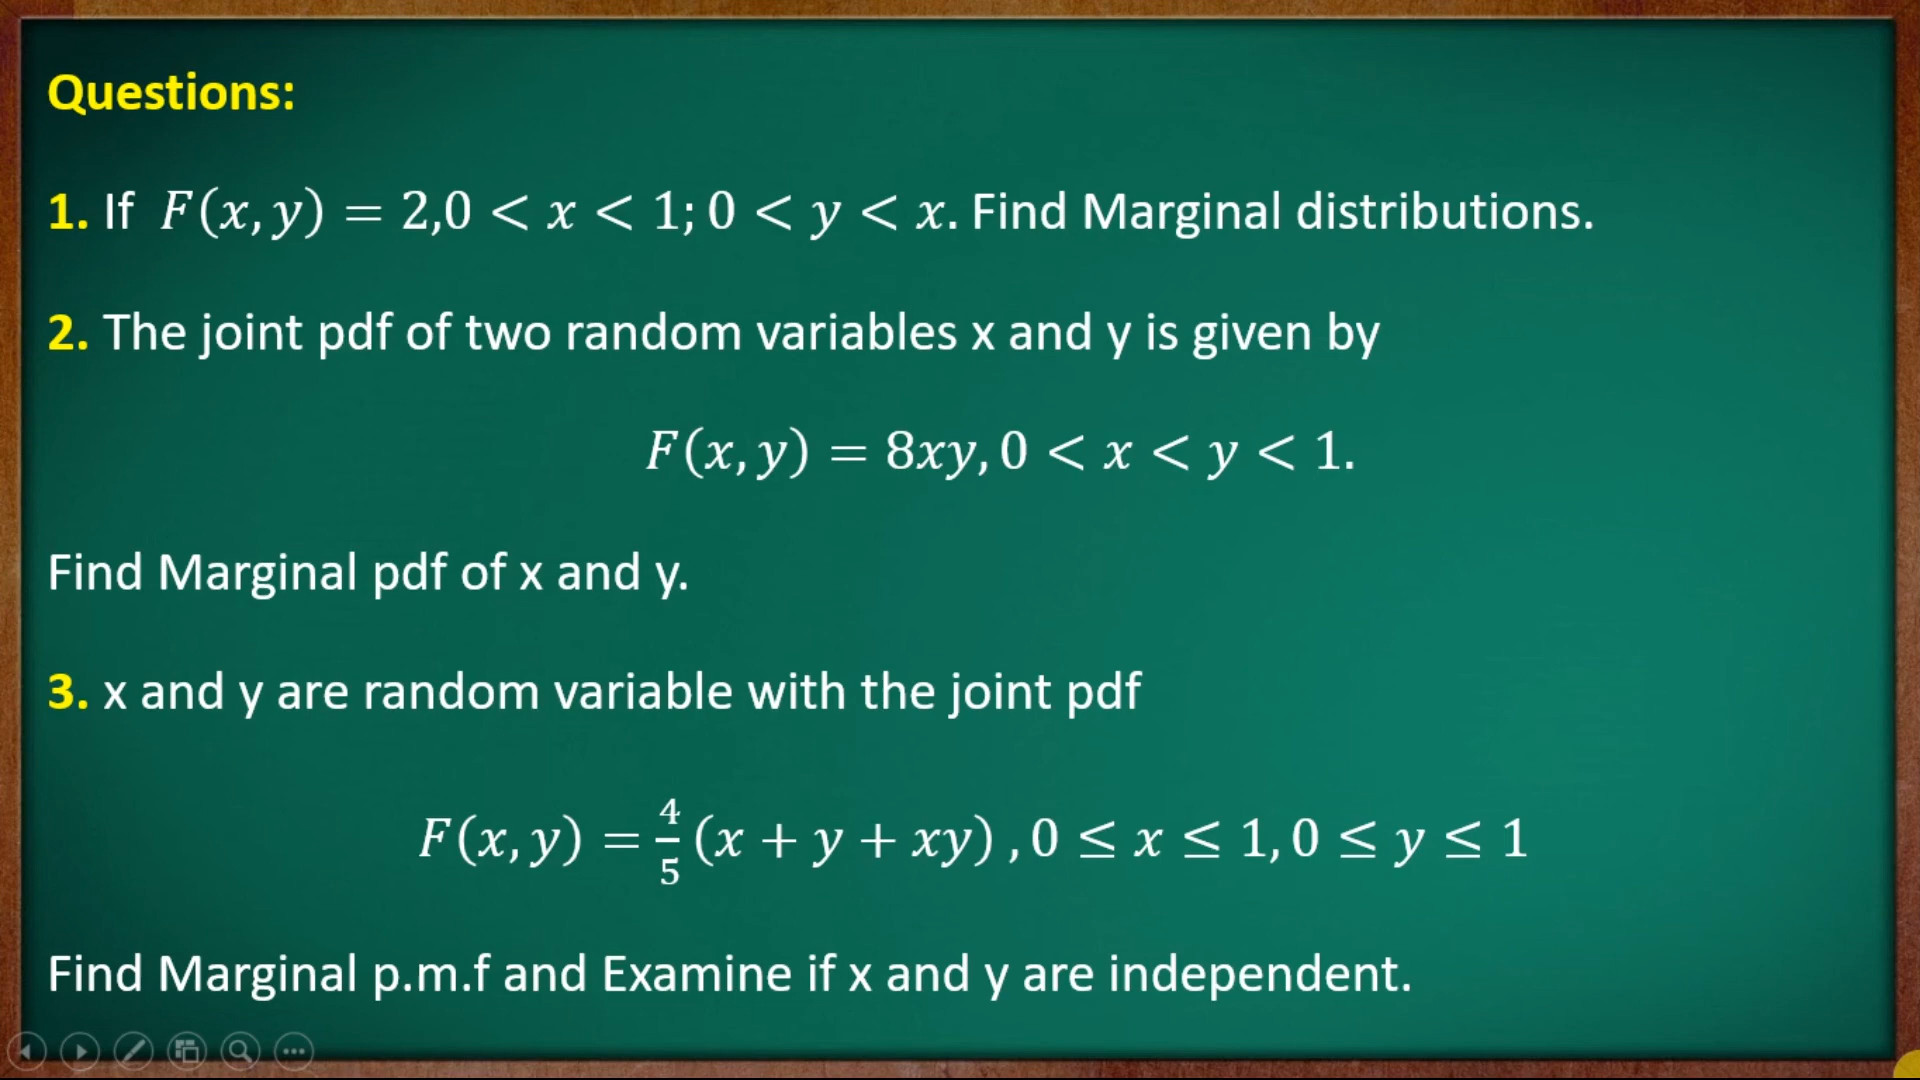 Questions:
1. If F(x, y) = 2,0 < x < 1; 0 < y < x. Find Marginal distributions.
2. The joint pdf of two random variables x and y is given by
F(x, y) = 8xy, 0 < x < y < 1.
Find Marginal pdf of x and y.
3. x and y are random variable with the joint pdf
F(x, y) = 4/5 (x + y + xy) , 0 ≤ x ≤ 1, 0 ≤ y ≤ 1
Find Marginal p.m.f and Examine if x and y are independent.